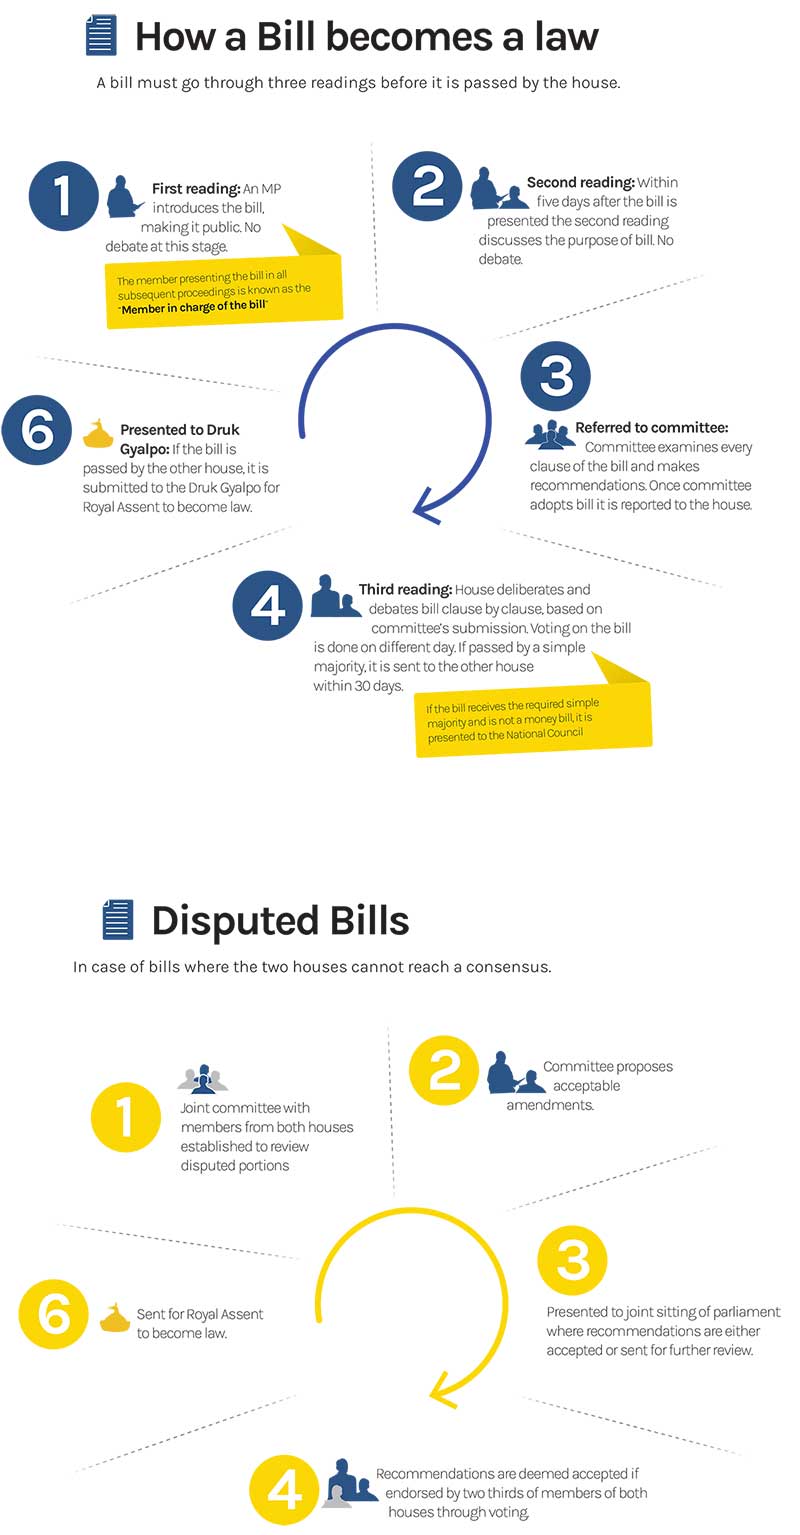 How a Bill becomes a law
A bill must go through three readings before it is passed by the house.
1
First reading: An MP
introduces the bill,
making it public. No
debate at this stage.
The member presenting the bill in all
subsequent proceedings is known as the
"Member in charge of the bill"
2
Second reading: Within
five days after the bill is
presented the second reading
discusses the purpose of bill. No
debate.
3
Referred to committee:
Committee examines every
clause of the bill and makes
recommendations. Once committee
adopts bill it is reported to the house.
4
Third reading: House deliberates and
debates bill clause by clause, based on
committee's submission. Voting on the bill
is done on different day. If passed by a simple
majority, it is sent to the other house
within 30 days.
If the bill receives the required simple
majority and is not a money bill, it is
presented to the National Council
6
Presented to Druk
Gyalpo: If the bill is
passed by the other house, it is
submitted to the Druk Gyalpo for
Royal Assent to become law.
Disputed Bills
In case of bills where the two houses cannot reach a consensus.
1
Joint committee with
members from both houses
established to review
disputed portions
2
Committee proposes
acceptable
amendments.
3
Presented to joint sitting of parliament
where recommendations are either
accepted or sent for further review.
4
Recommendations are deemed accepted if
endorsed by two thirds of members of both
houses through voting.
6
Sent for Royal Assent
to become law.